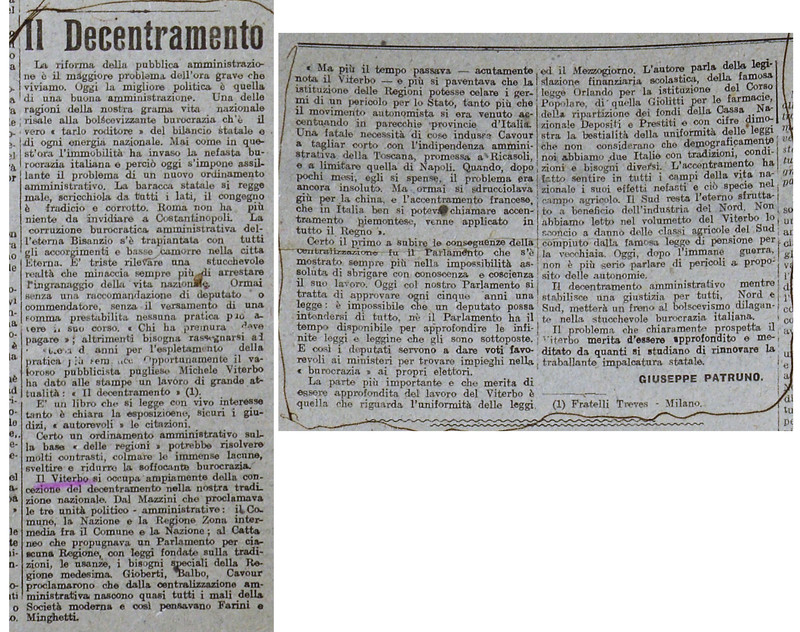 Il Decentramento
La riforma della pubblica amministrazio-
ne è il maggiore problema dell'ora grave che
viviamo. Oggi la migliore politica è quella
di una buona amministrazione. Una delle
ragioni della nostra grama vita nazionale
risale alla bolscevizzante burocrazia ch'è il
vero « tarlo roditore » del bilancio statale e
di ogni energia nazionale. Mai come in que-
st'ora l'immobilità ha invaso la nefasta bu-
rocrazia italiana e perciò oggi s'impone assil-
lante il problema di un nuovo ordinamento
amministrativo. La baracca statale si regge
male, scricchiola da tutti i lati, il congegno
è fradicio e corrotto. Roma non ha più
niente da invidiare a Costantinopoli. La
corruzione burocratica amministrativa del-
l'eterna Bisanzio s'è trapiantata con tutti
gli accorgimenti e basse camorre nella città
Eterna. E' triste rilevare una stucchevole
realtà che minaccia sempre più di arrestare
l'ingranaggio della vita nazionale. Ormai
senza una raccomandazione di deputato o
commendatore, senza il versamento di una
somma prestabilita nessuna pratica può a-
vere il suo corso. « Chi ha premura deve
pagare » ; altrimenti bisogna rassegnarsi ad
d'anni per l'espletamento della
pratica Opportunamente il va-
loroso pubblicista pugliese Michele Viterbo
ha dato alle stampe un lavoro di grande at-
tualità : « Il decentramento » (1).
E' un libro che si legge con vivo interesse
tanto è chiara la esposizioene, sicuri i giu-
dizi, « autorevoli » le citazioni.
Certo un ordinamento amministrativo sul-
la base « delle regioni » potrebbe risolvere
molti contrasti, colmare le immense lacune,
sveltire e ridurre la soffocante burocrazia.
Il Viterbo si occupa ampiamente della con-
cezione del decentramento nella nostra tradi-
zione nazionale. Dal Mazzini che proclamava
le tre unità politico - amministrative : il Co-
mune, la Nazione e la Regione Zona inter-
media fra il Comune e la Nazione ; al Catta
neo che propugnava un Parlamento per cia-
scuna Regione, con leggi fondate sulla tradi-
zioni, le usanze, i bisogni speciali della Re-
gione medesima. Gioberti, Balbo, Cavour
proclamarono che dalla centralizzazione am-
ministrativa nascono quasi tutti i mali della
Società moderna e così pensavano Farini e
Minghetti.
« Ma più il tempo passava — acutamente
nota il Viterbo — e più si paventava che la
istituzione delle Regioni potesse celare i ger-
mi di un pericolo per lo Stato, tanto più che
il movimento autonomista si era venuto ac-
centuando in parecchie provincie d'Italia.
Una fatale necessità di cose indusse Cavour
a tagliar corto con l'indipendenza ammini-
strativa della Toscana, promessa a Ricasoli,
e a limitare quella di Napoli. Quando, dopo
pochi mesi, egli si spense, il problema era
ancora insoluto. Ma ormai si sdrucciolava
giù per la china, e l'accentramento francese,
che in Italia ben si poteva chiamare accen-
tramento piemontese, venne applicato in
tutto il Regno ».
Certo il primo a subire le conseguenze della
centralizzazione fu il Parlamento che s'è
mostrato sempre più nella impossibilità as-
soluta di sbrigare con conoscenza e coscienza
il suo lavoro. Oggi col nostro Parlamento si
tratta di approvare ogni cinque anni una
legge : è impossibile che un deputato possa
intendersi di tutto, nè il Parlamento ha il
tempo disponibile per approfondire le infi-
nite leggi e leggine che gli sono sottoposte.
E così i deputati servono a dare voti favo-
revoli ai ministri per trovare impieghi nella
« burocrazia » ai propri elettori.
La parte più importante e che merita di
essere approfondita del lavoro del Viterbo è
quella che riguarda l'uniformità delle leggi
ed il Mezzogiorno. L'autore parla della legi-
slazione finanziaria scolastica, della famosa
legge Orlando per la istituzione del Corso
Popolare, di quella Giolitti per le farmacie,
della ripartizione dei fondi della Cassa Na-
zionale Depositi e Prestiti e con cifre dimo-
stra la bestialità della uniformità delle leggi
che non considerano che demograficamente
noi abbiamo due Italie con tradizioni, condi-
zioni e bisogni diversi. L'accentramento ha
fatto sentire in tutti i campi della vita na-
zionale i suoi effetti nefasti e ciò specie nel
campo agricolo. Il Sud resta l'eterno sfrutta-
to a beneficio dell'industria del Nord. Non
abbiamo letto nel volumetto del Viterbo lo
sconcio a danno delle classi agricole del Sud
compiuto dalla famosa legge di pensione per
la vecchiaia. Oggi, dopo l'immane guerra,
non è più serio parlare di pericoli a propo-
sito delle autonomie.
Il decentramento amministrativo mentre
stabilisce una giustizia per tutti, Nord e
Sud, metterà un freno al bolscevismo dilagan-
te nella stucchevole burocrazia italiana.
Il problema che chiaramente prospetta il
Viterbo merita d'essere approfondito e me-
ditato da quanti si studiano di rinnovare la
traballante impalcatura statale.
GIUSEPPE PATRUNO.
(1) Fratelli Treves - Milano.